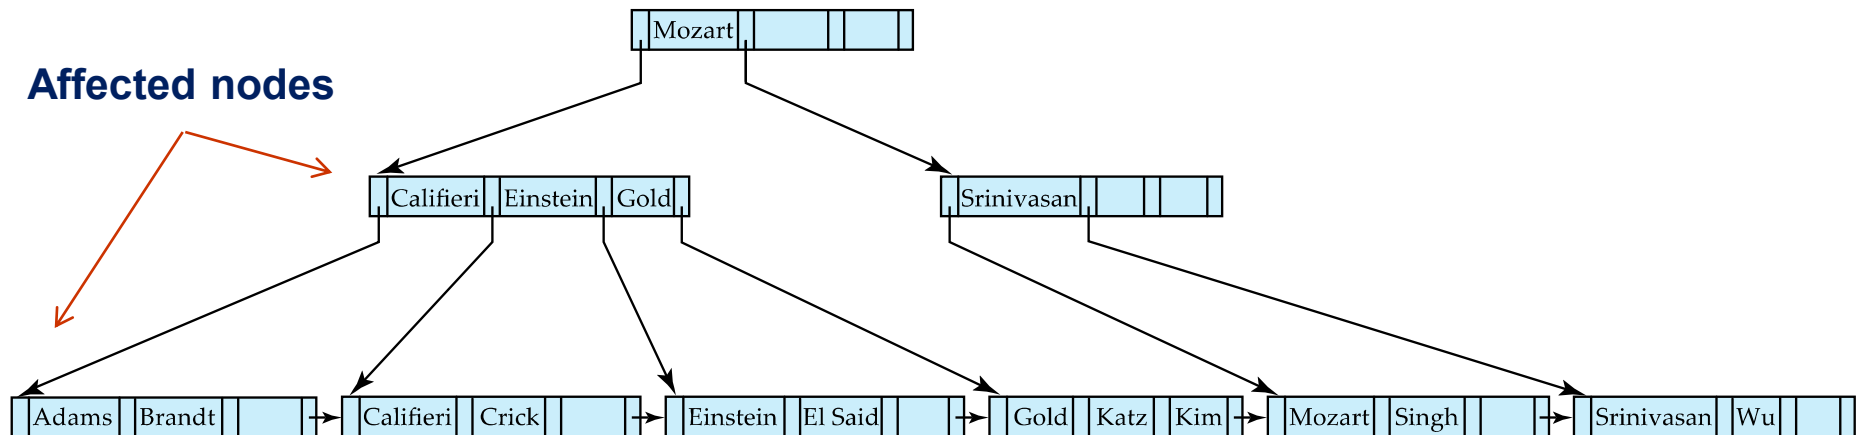 Mozart
Affected nodes
Califieri Einstein Gold Srinivasan
Adams Brandt Califieri Crick Einstein El Said Gold Katz Kim Mozart Singh Srinivasan Wu